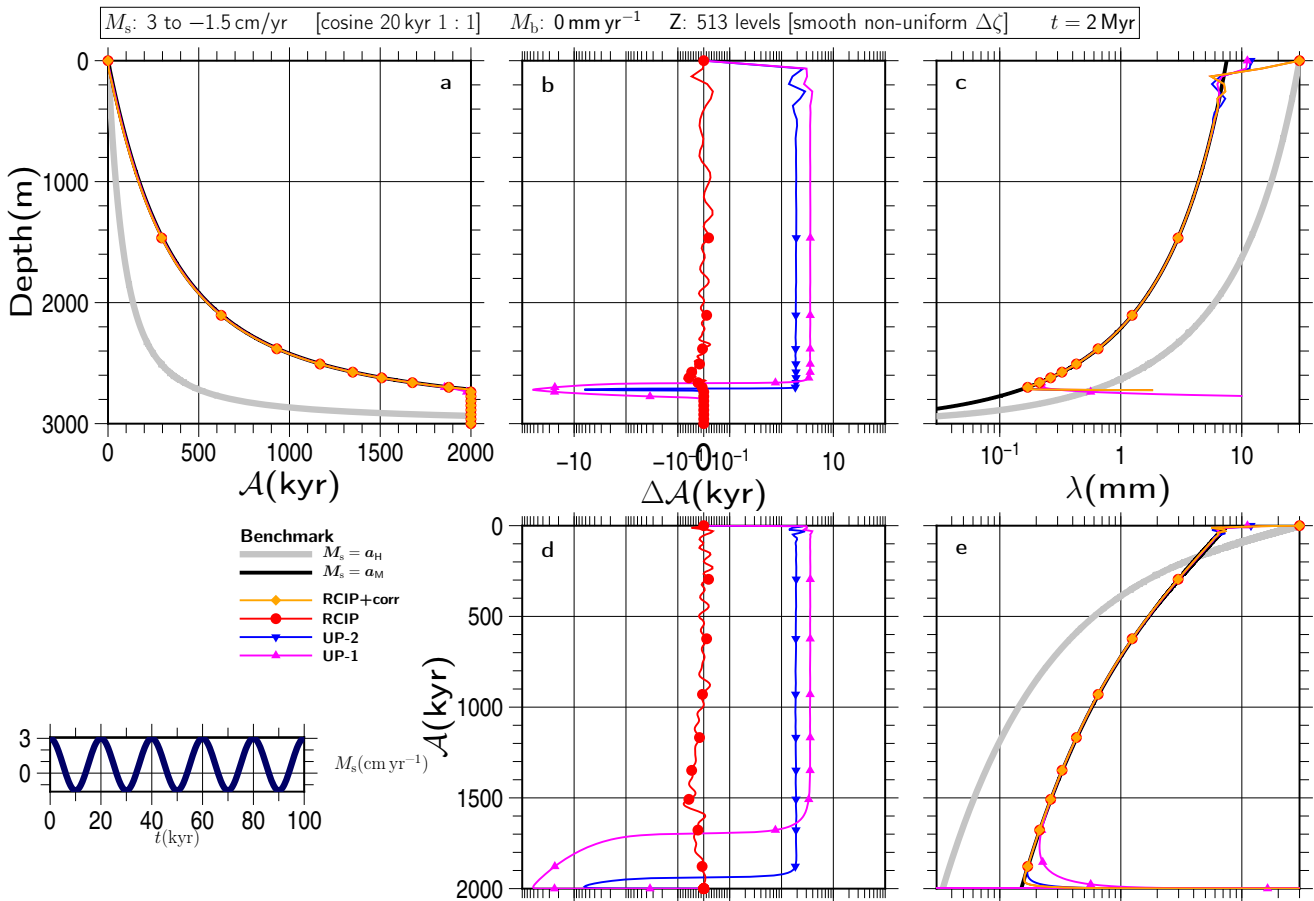 Mₛ: 3 to −1.5 cm/yr [cosine 20 kyr 1 : 1] M_b: 0 mm yr⁻¹ Z: 513 levels [smooth non-uniform Δζ] t = 2 Myr
a
b
c
0
1000
2000
3000
Depth(m)
0 500 1000 1500 2000
𝒜(kyr)
−10 −10⁻¹ 0 10⁻¹ 10
Δ𝒜(kyr)
10⁻¹ 1 10
λ(mm)
Benchmark
Mₛ = a_H
Mₛ = a_M
RCIP+corr
RCIP
UP-2
UP-1
d
e
0
500
1000
1500
2000
𝒜(kyr)
3
0
Mₛ(cm yr⁻¹)
0 20 40 60 80 100
t(kyr)